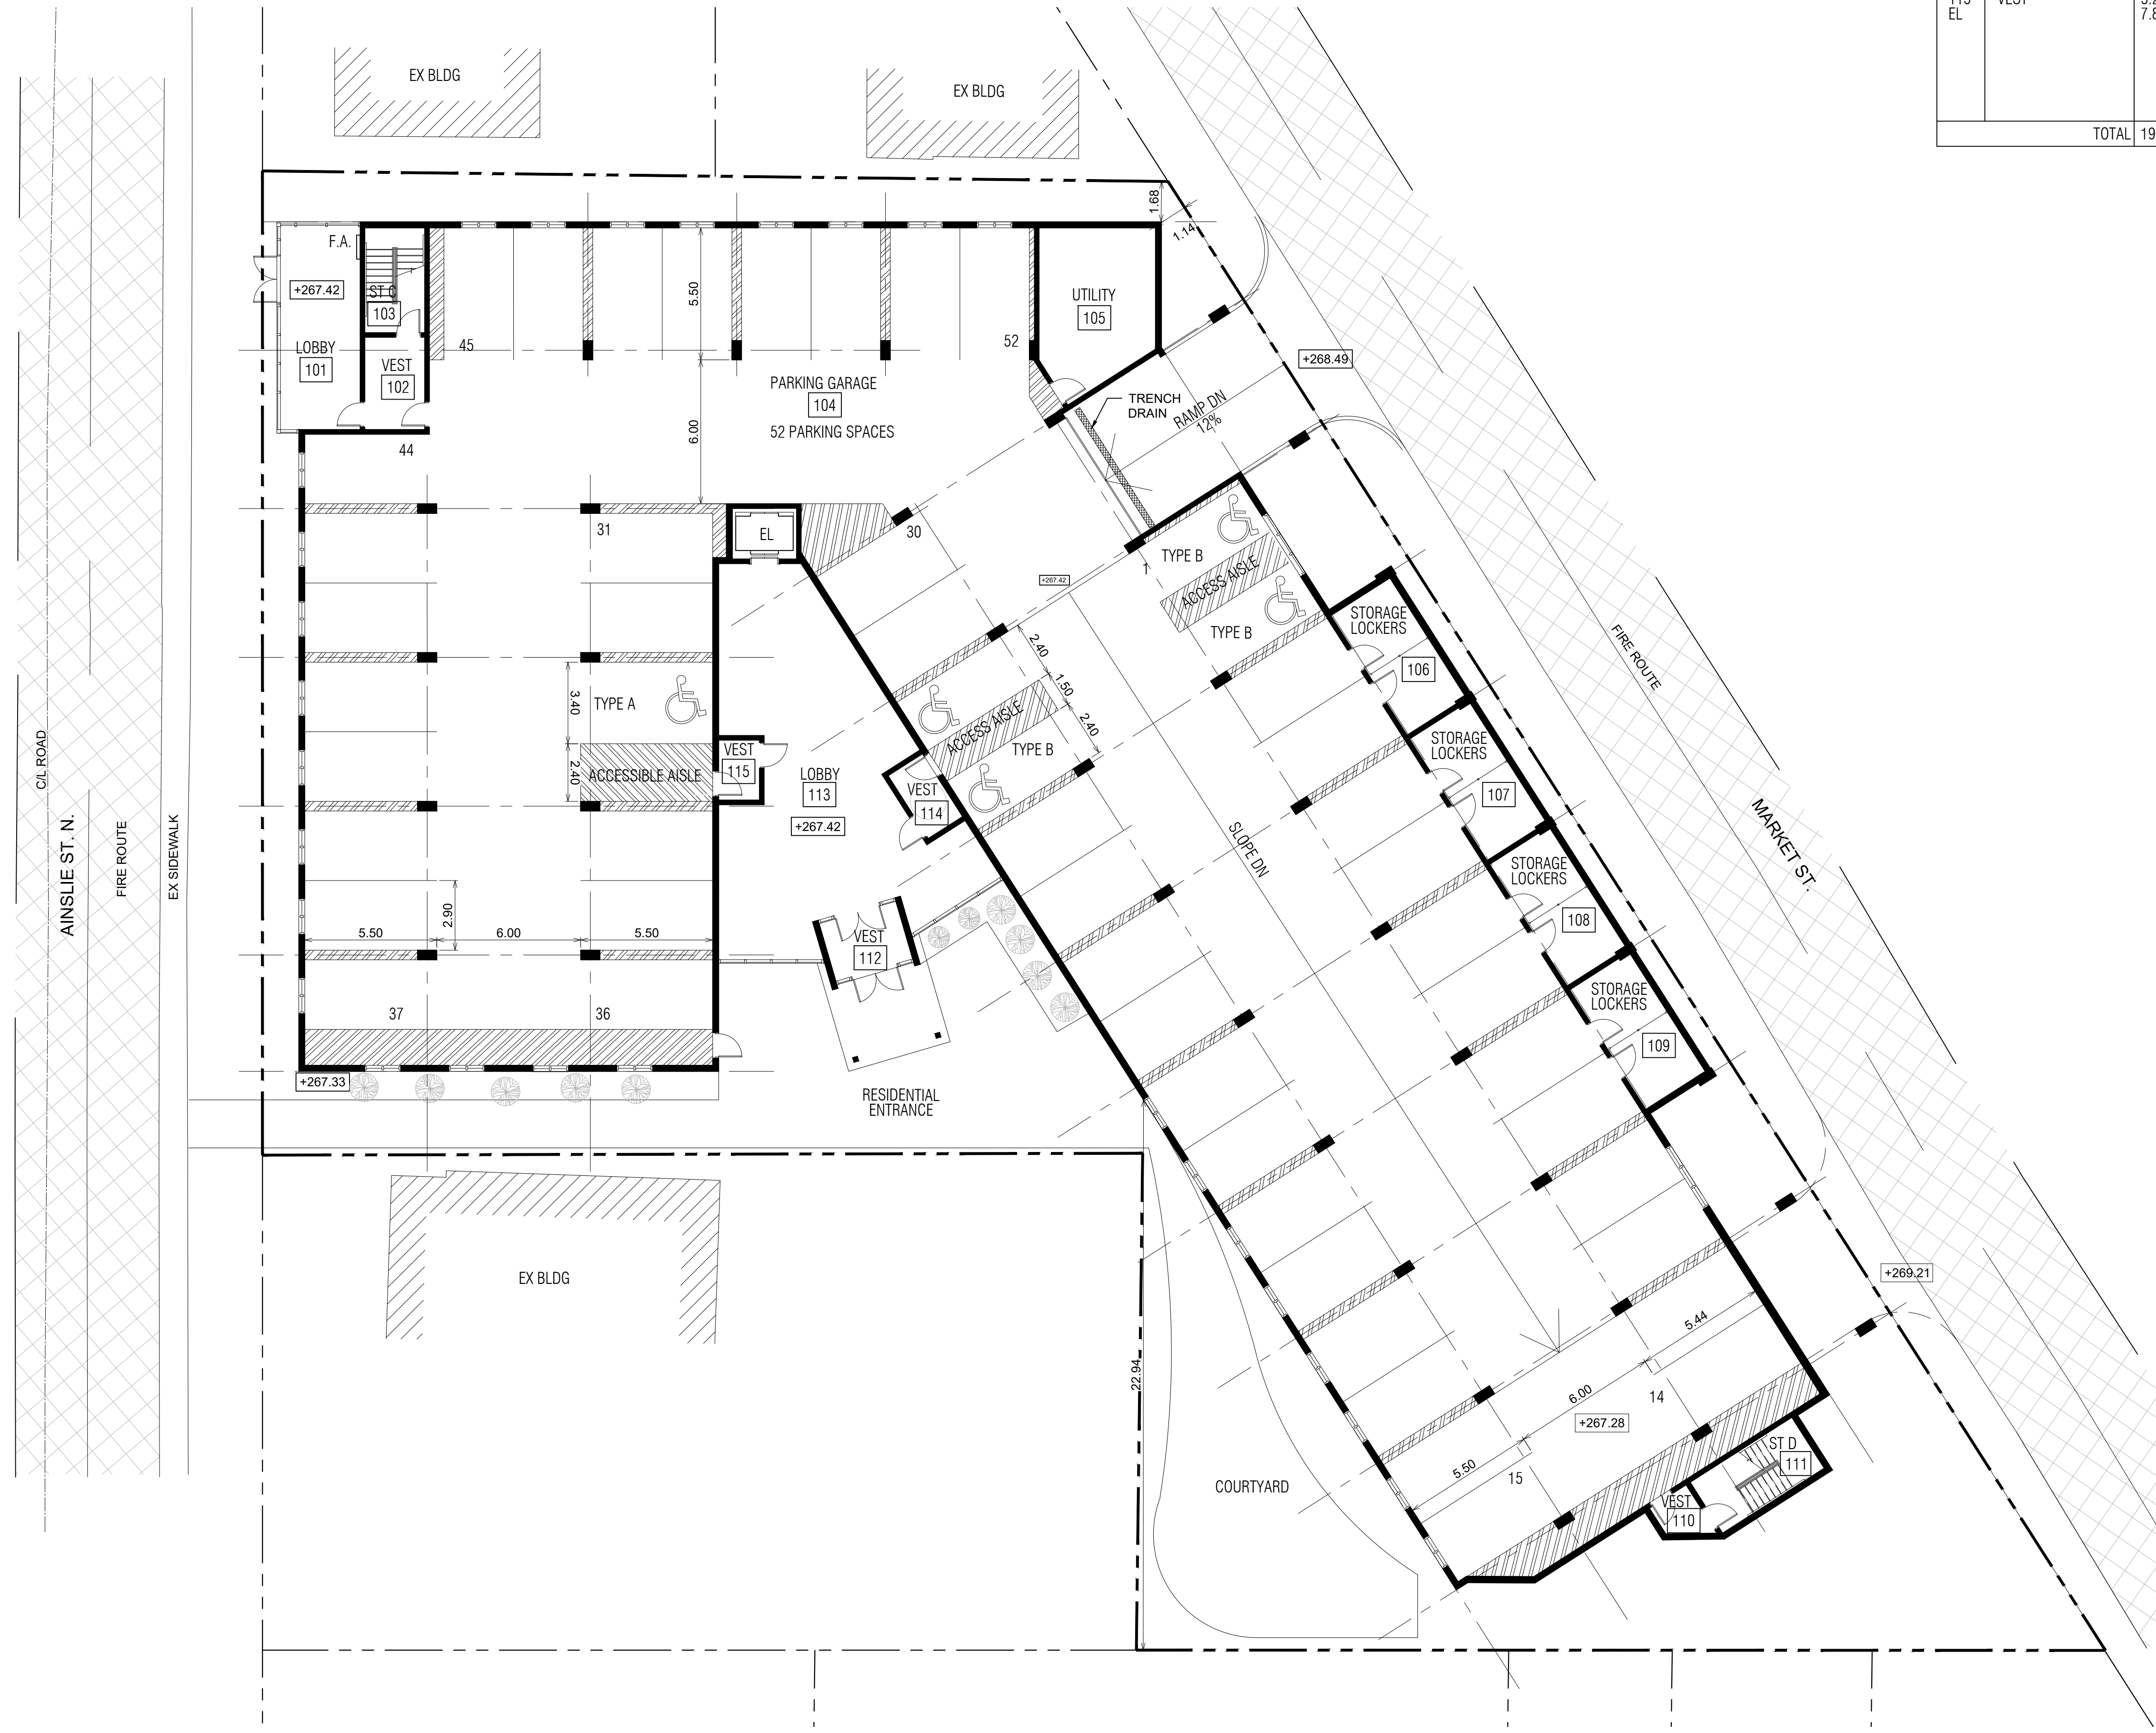 EL
TOTAL
EX BLDG
EX BLDG
1.68
1.14
F.A.
+267.42
ST C
103
LOBBY
101
VEST
102
45
5.50
52
UTILITY
105
+268.49
PARKING GARAGE
104
52 PARKING SPACES
TRENCH
DRAIN
RAMP DN
12%
44
6.00
31
EL
30
1
TYPE B
ACCESS AISLE
TYPE B
+267.42
STORAGE
LOCKERS
106
FIRE ROUTE
2.40
1.50
2.40
3.40
TYPE A
ACCESS AISLE
TYPE B
STORAGE
LOCKERS
107
C/L ROAD
2.40
ACCESSIBLE AISLE
VEST
115
LOBBY
113
+267.42
VEST
114
SLOPE DN
MARKET ST.
AINSLIE ST. N.
FIRE ROUTE
EX SIDEWALK
STORAGE
LOCKERS
108
2.90
5.50
6.00
5.50
VEST
112
STORAGE
LOCKERS
109
37
36
+267.33
RESIDENTIAL
ENTRANCE
EX BLDG
+269.21
22.94
5.44
6.00
14
+267.28
5.50
15
COURTYARD
ST D
111
VEST
110